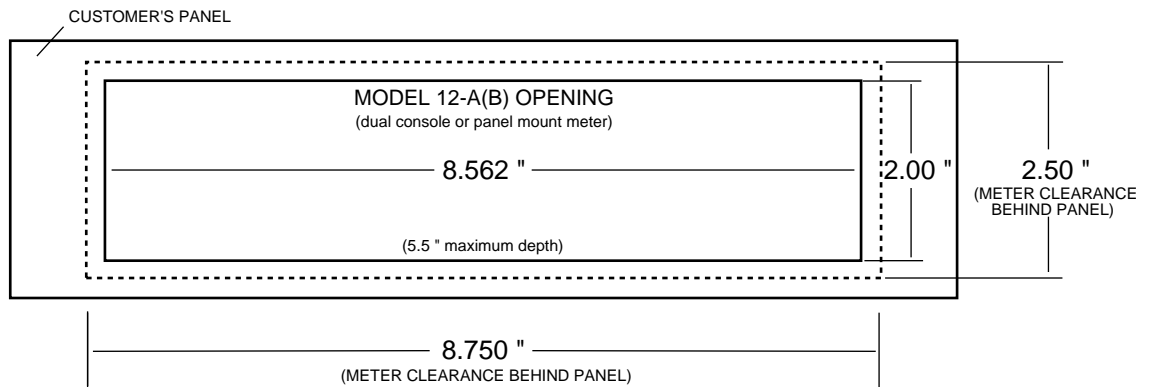 CUSTOMER'S PANEL
MODEL 12-A(B) OPENING
(dual console or panel mount meter)
8.562 "
2.00 "
2.50 "
(METER CLEARANCE
BEHIND PANEL)
(5.5 " maximum depth)
8.750 "
(METER CLEARANCE BEHIND PANEL)